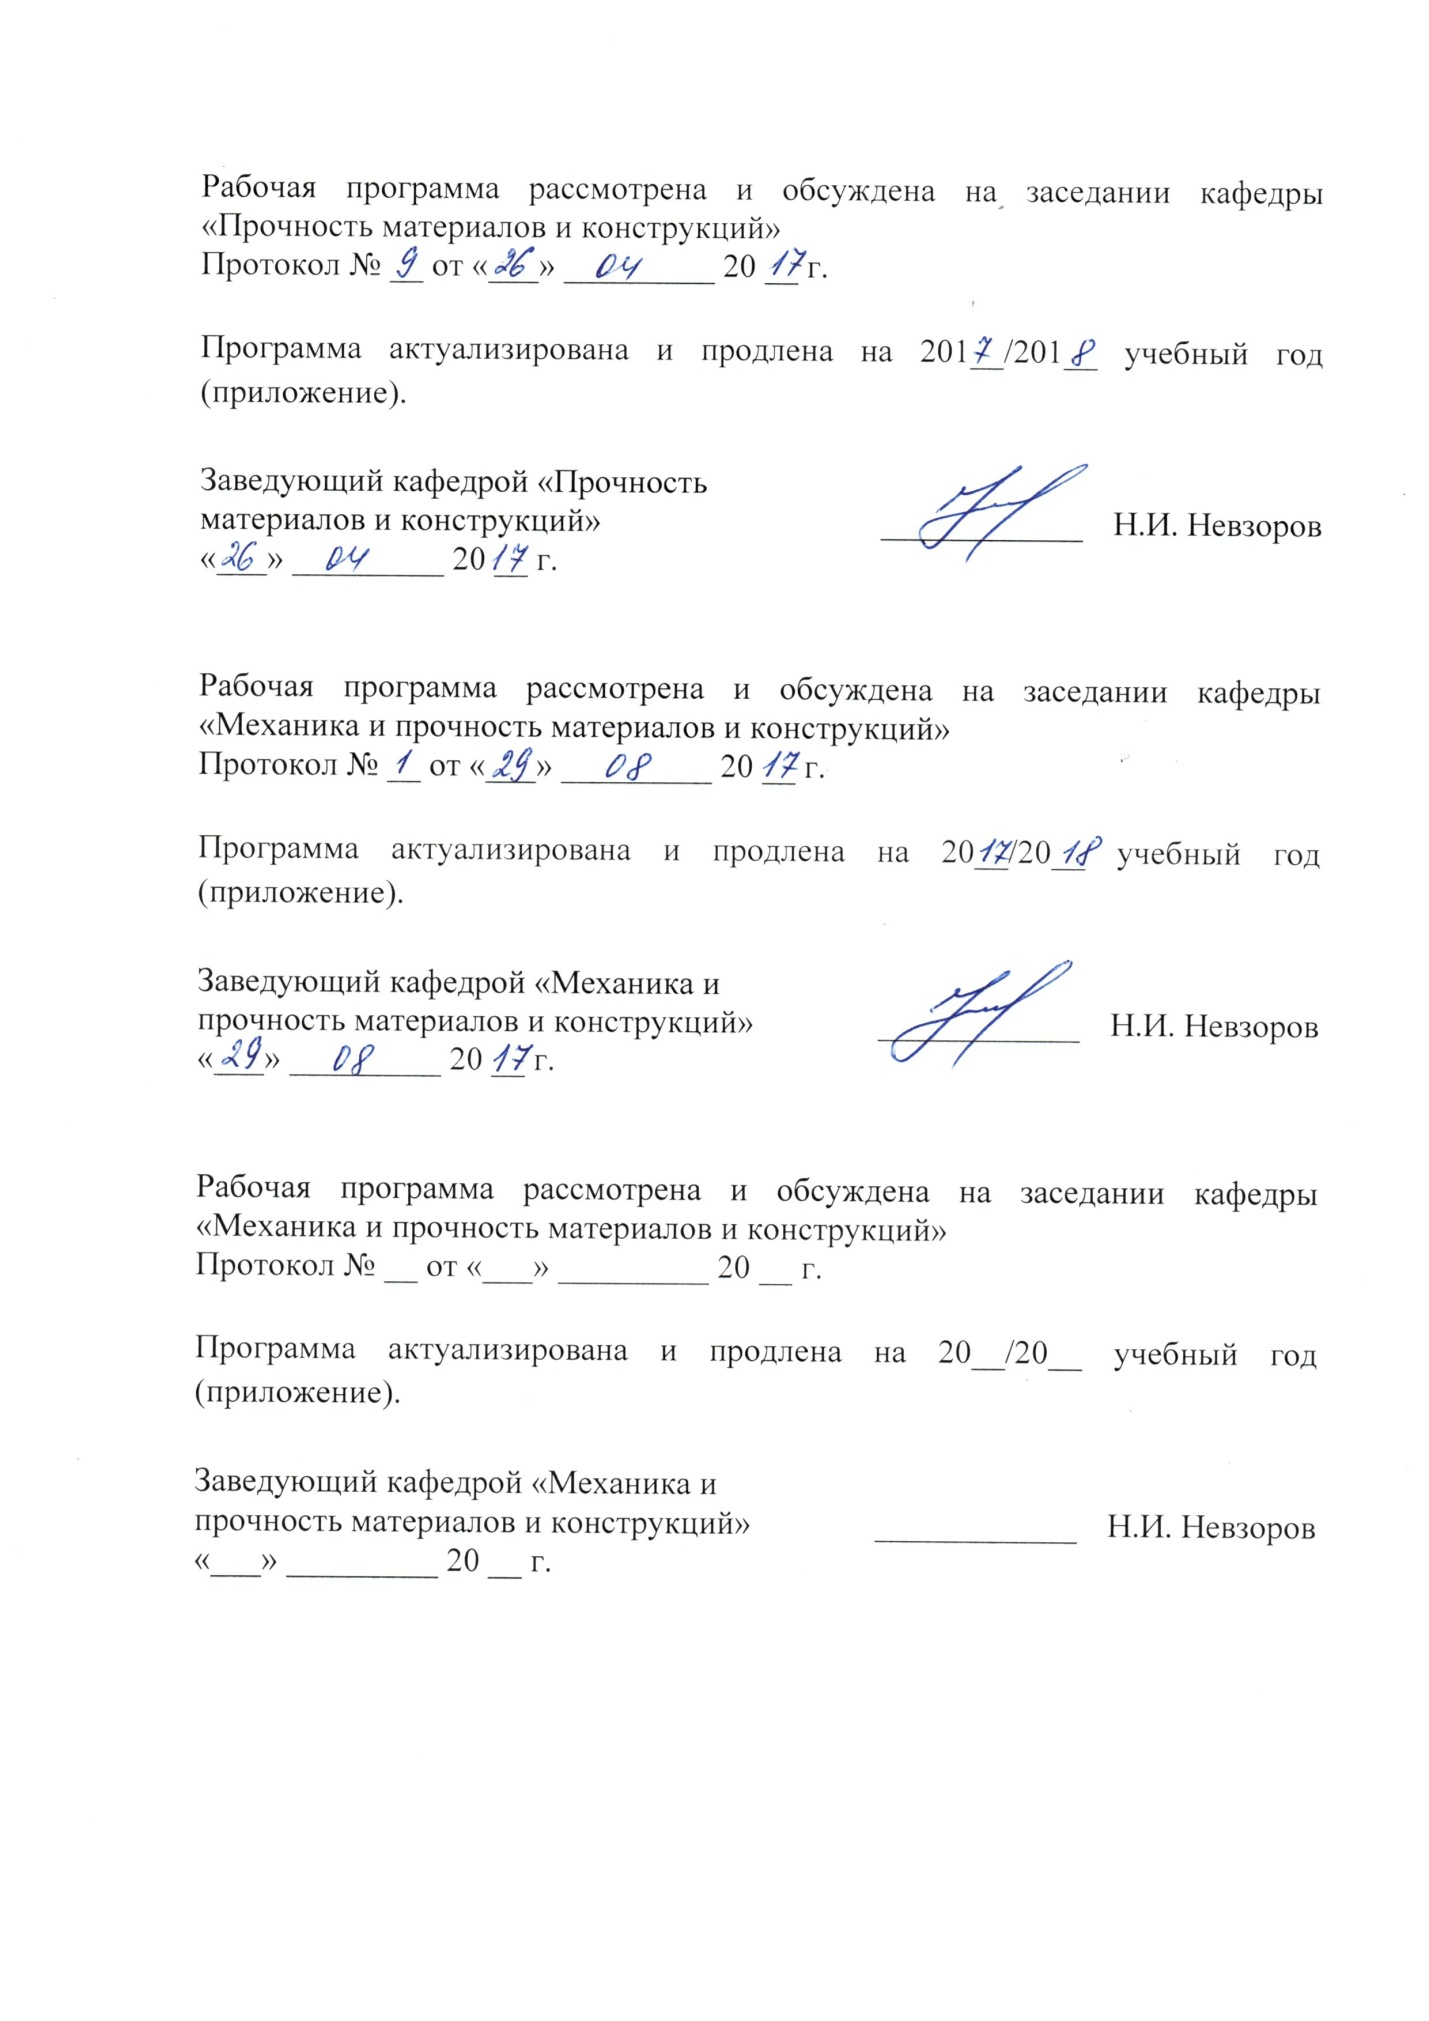 Рабочая программа рассмотрена и обсуждена на заседании кафедры
«Прочность материалов и конструкций»
Протокол № 9 от «26» 04 20 17 г.
Программа актуализирована и продлена на 2017/2018 учебный год
(приложение).
Заведующий кафедрой «Прочность
материалов и конструкций» Н.И. Невзоров
«26» 04 20 17 г.
Рабочая программа рассмотрена и обсуждена на заседании кафедры
«Механика и прочность материалов и конструкций»
Протокол № 1 от «29» 08 20 17 г.
Программа актуализирована и продлена на 2017/2018 учебный год
(приложение).
Заведующий кафедрой «Механика и
прочность материалов и конструкций» Н.И. Невзоров
«29» 08 20 17 г.
Рабочая программа рассмотрена и обсуждена на заседании кафедры
«Механика и прочность материалов и конструкций»
Протокол № __ от «___» _________ 20 __ г.
Программа актуализирована и продлена на 20__/20__ учебный год
(приложение).
Заведующий кафедрой «Механика и
прочность материалов и конструкций» ____________ Н.И. Невзоров
«___» _________ 20 __ г.